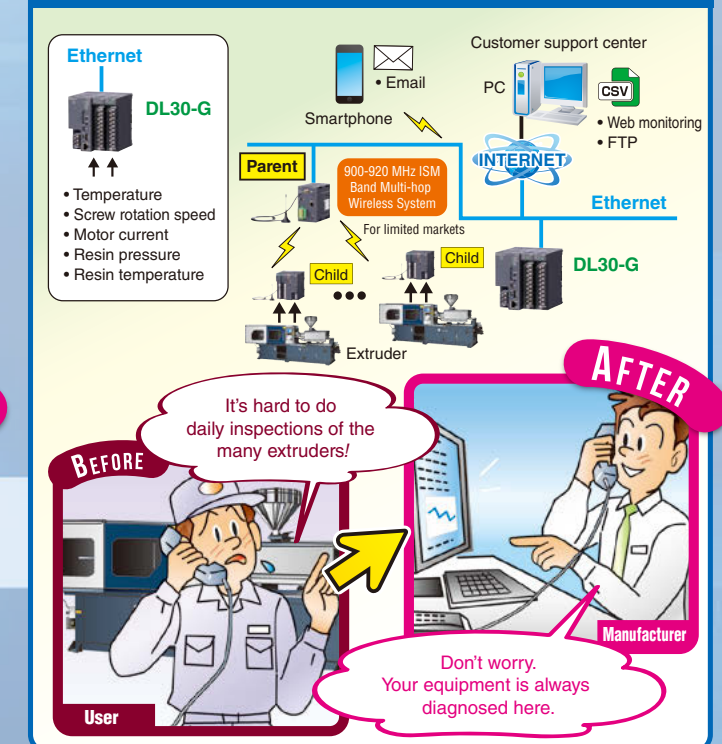 Ethernet
DL30-G
• Temperature
• Screw rotation speed
• Motor current
• Resin pressure
• Resin temperature
• Email
Smartphone
Customer support center
PC
CSV
• Web monitoring
• FTP
INTERNET
Parent
900-920 MHz ISM
Band Multi-hop
Wireless System
For limited markets
Ethernet
DL30-G
Child
Child
Extruder
BEFORE
It's hard to do
daily inspections of the
many extruders!
User
AFTER
Manufacturer
Don't worry.
Your equipment is always
diagnosed here.